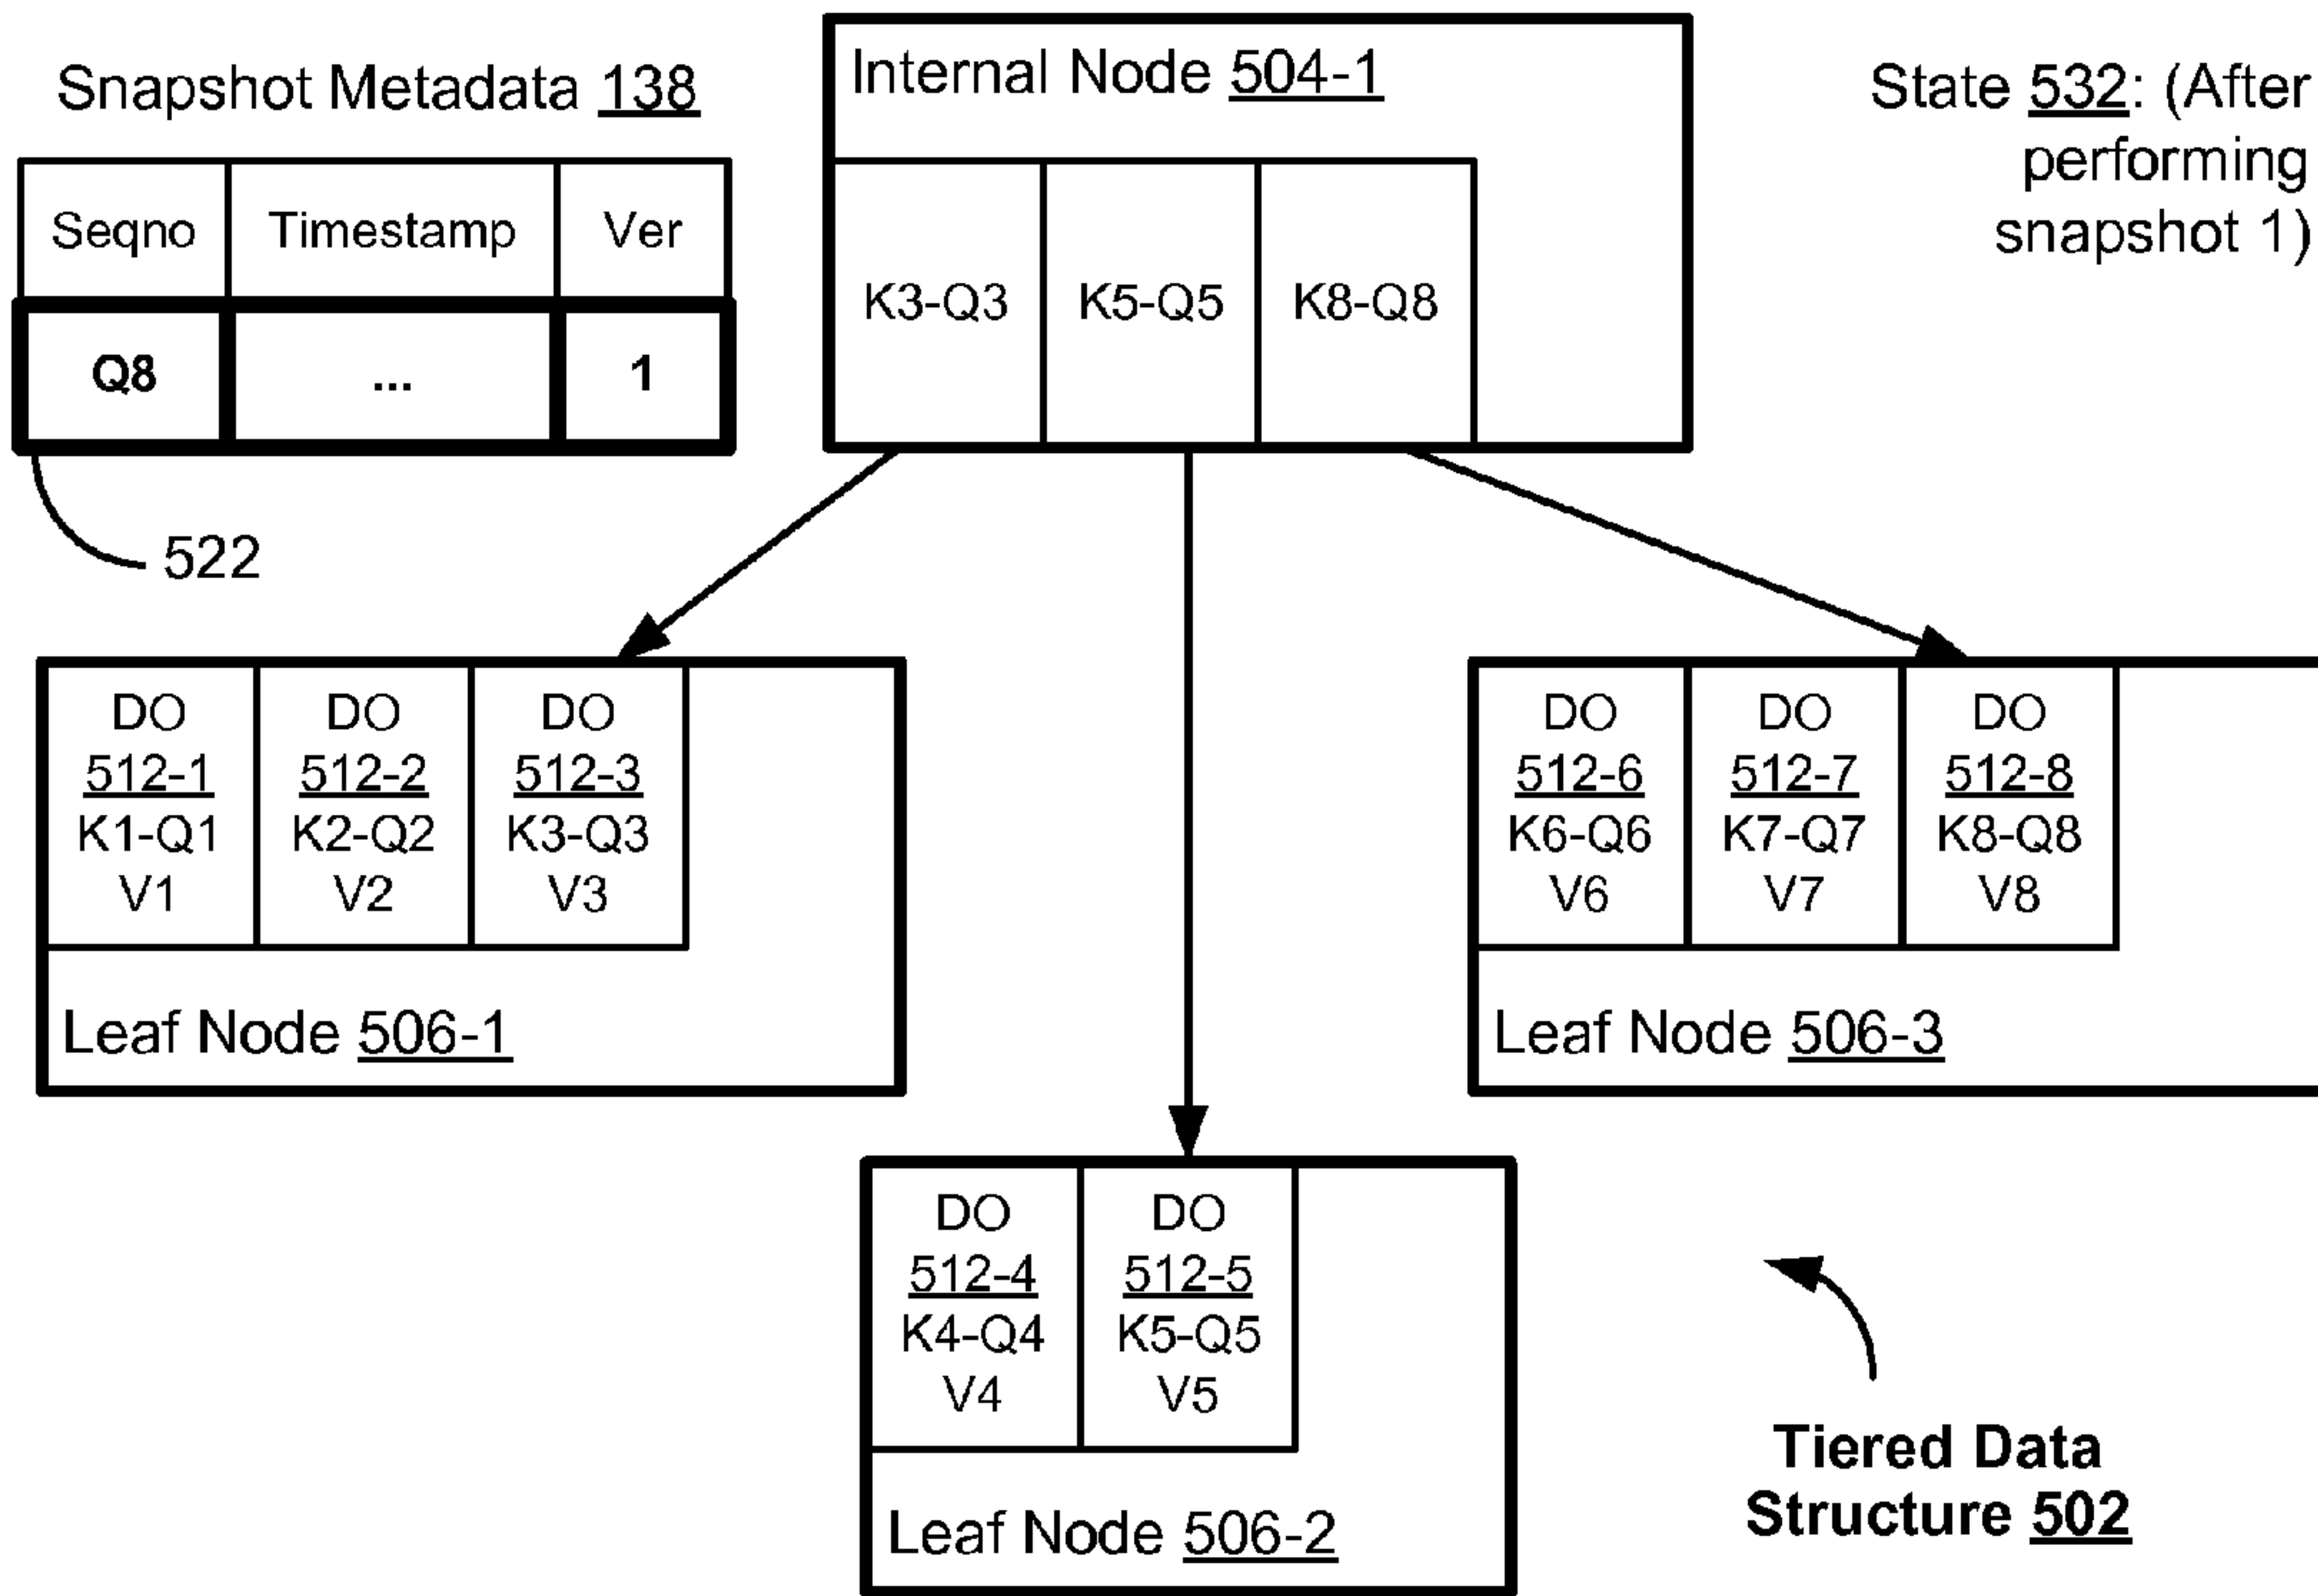 Snapshot Metadata 138
Seqno Timestamp Ver
Q8 ... 1
522
Internal Node 504-1
K3-Q3 K5-Q5 K8-Q8
State 532: (After
performing
snapshot 1)
DO DO DO
512-1 512-2 512-3
K1-Q1 K2-Q2 K3-Q3
V1 V2 V3
Leaf Node 506-1
DO DO DO
512-6 512-7 512-8
K6-Q6 K7-Q7 K8-Q8
V6 V7 V8
Leaf Node 506-3
DO DO
512-4 512-5
K4-Q4 K5-Q5
V4 V5
Leaf Node 506-2
Tiered Data
Structure 502